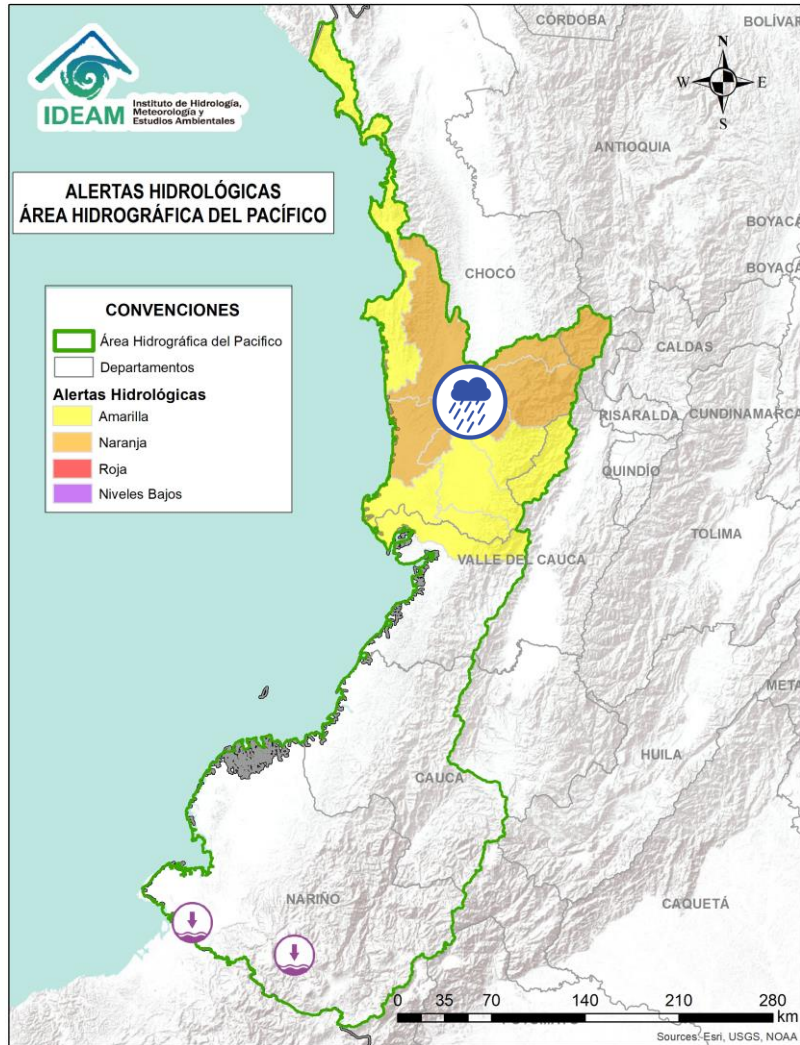 CÓRDOBA
BOLÍVAR
N
W
E
S
IDEAM
Instituto de Hidrología,
Meteorología y
Estudios Ambientales
ANTIOQUIA
ALERTAS HIDROLÓGICAS
ÁREA HIDROGRÁFICA DEL PACÍFICO
BOYACÁ
BOYACÁ
CHOCÓ
CONVENCIONES
Área Hidrográfica del Pacifico
Departamentos
Alertas Hidrológicas
Amarilla
Naranja
Roja
Niveles Bajos
CALDAS
RISARALDA
CUNDINAMARCA
QUINDÍO
TOLIMA
VALLE DEL CAUCA
META
HUILA
CAUCA
NARIÑO
CAQUETÁ
0 35 70 140 210 280
km
Sources: Esri, USGS, NOAA